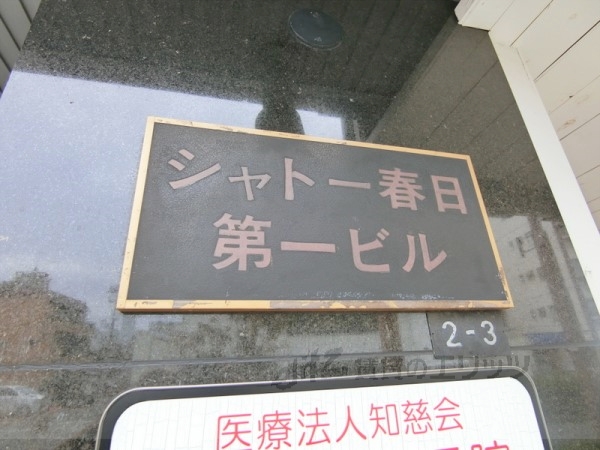 シャトー春日
第一ビル
2-3
医療法人知慈会